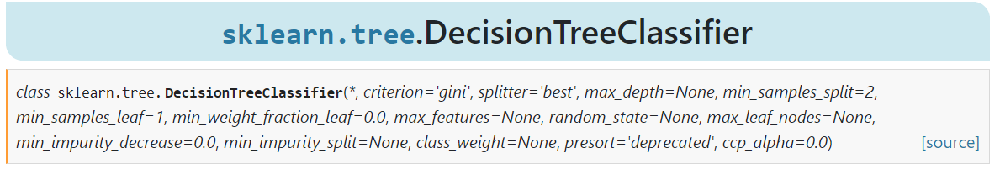 sklearn.tree.DecisionTreeClassifier
class sklearn.tree.DecisionTreeClassifier(*, criterion='gini', splitter='best', max_depth=None, min_samples_split=2,
min_samples_leaf=1, min_weight_fraction_leaf=0.0, max_features=None, random_state=None, max_leaf_nodes=None,
min_impurity_decrease=0.0, min_impurity_split=None, class_weight=None, presort='deprecated', ccp_alpha=0.0) [source]